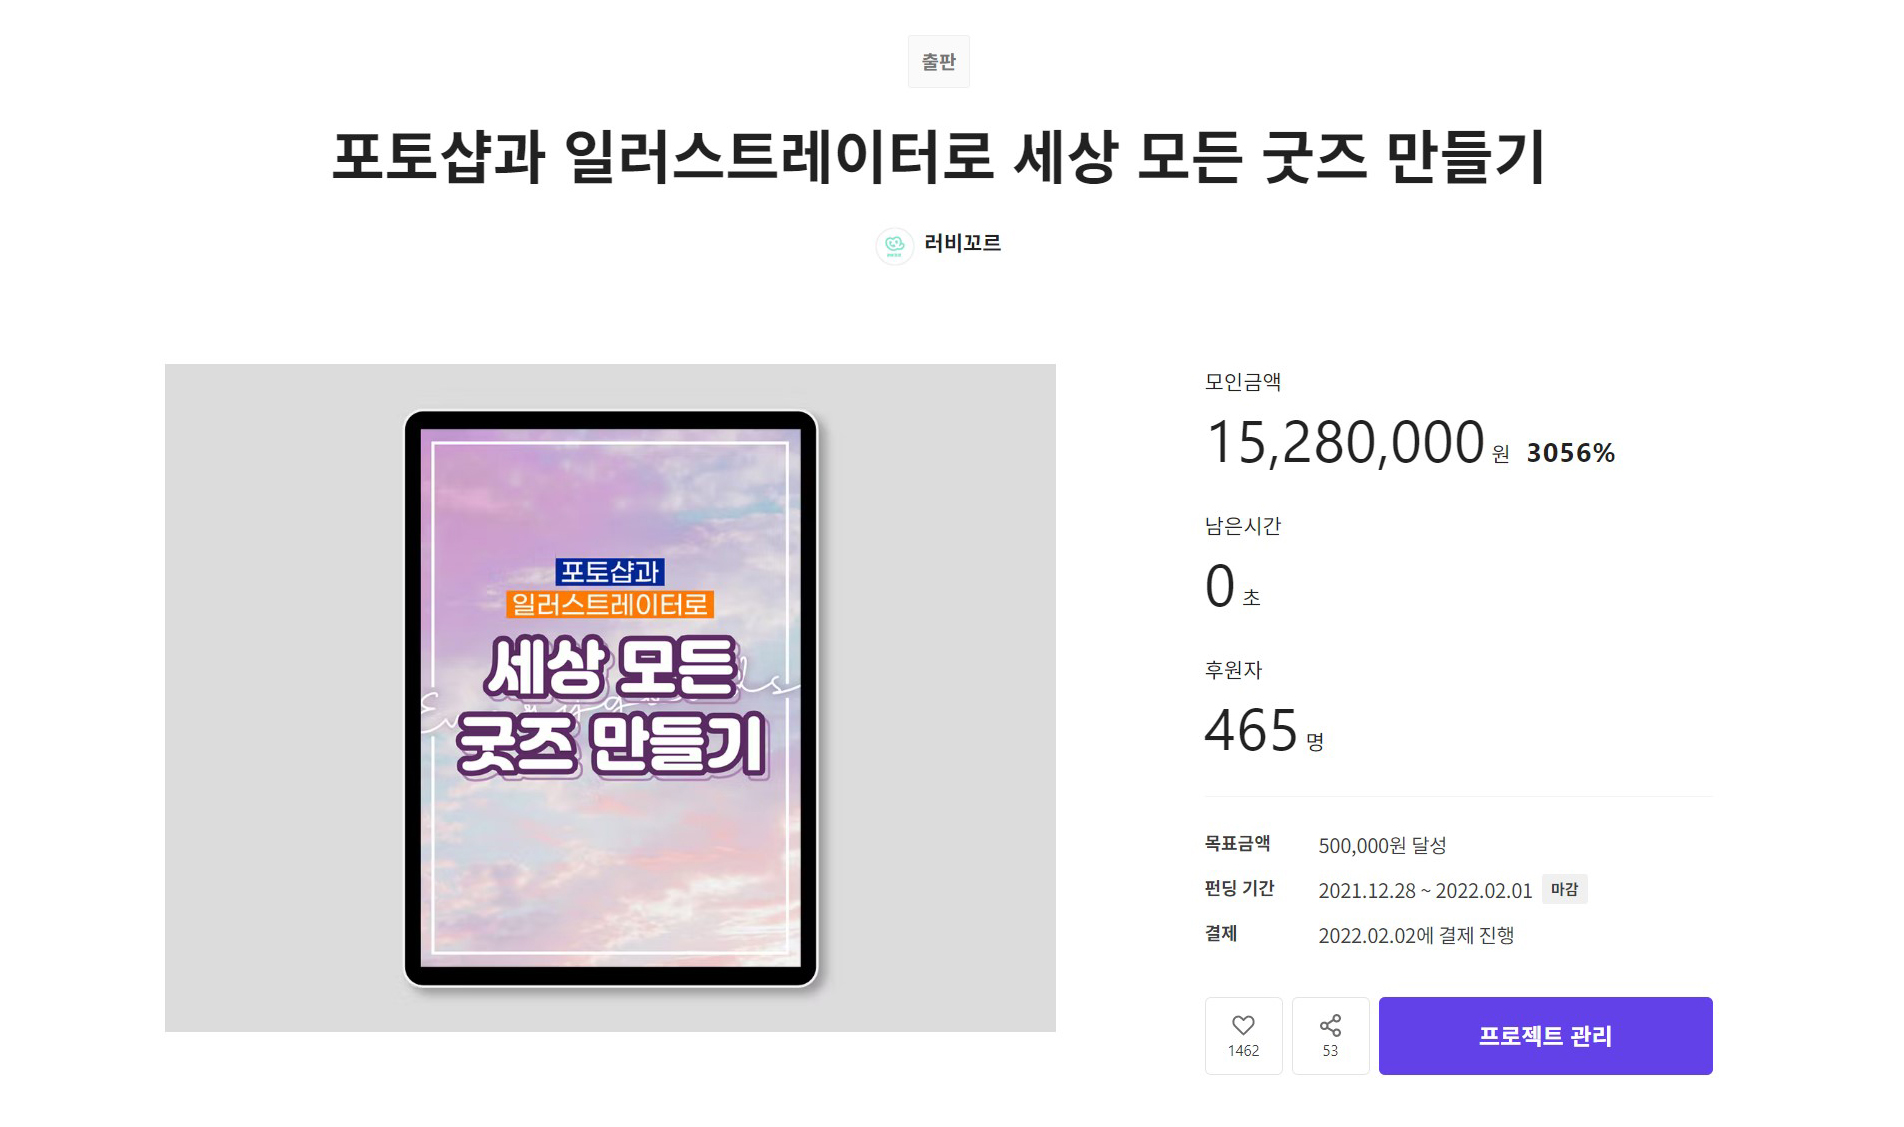 출판
포토샵과 일러스트레이터로 세상 모든 굿즈 만들기
러비꼬르
포토샵과
일러스트레이터로
세상 모든
굿즈 만들기
모인금액
15,280,000 원 3056%
남은시간
0 초
후원자
465 명
목표금액 500,000원 달성
펀딩 기간 2021.12.28 ~ 2022.02.01 마감
결제 2022.02.02에 결제 진행
1462
53
프로젝트 관리